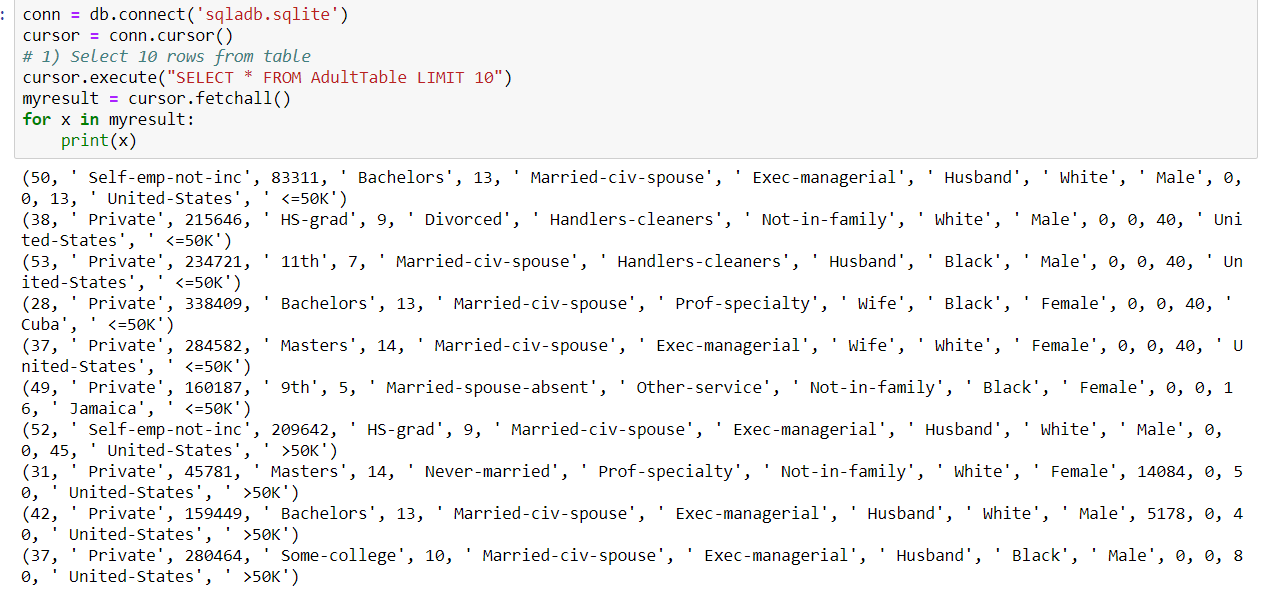 :
conn = db.connect('sqladb.sqlite')
cursor = conn.cursor()
# 1) Select 10 rows from table
cursor.execute("SELECT * FROM AdultTable LIMIT 10")
myresult = cursor.fetchall()
for x in myresult:
    print(x)
(50, ' Self-emp-not-inc', 83311, ' Bachelors', 13, ' Married-civ-spouse', ' Exec-managerial', ' Husband', ' White', ' Male', 0,
0, 13, ' United-States', ' <=50K')
(38, ' Private', 215646, ' HS-grad', 9, ' Divorced', ' Handlers-cleaners', ' Not-in-family', ' White', ' Male', 0, 0, 40, ' Uni
ted-States', ' <=50K')
(53, ' Private', 234721, ' 11th', 7, ' Married-civ-spouse', ' Handlers-cleaners', ' Husband', ' Black', ' Male', 0, 0, 40, ' Un
ited-States', ' <=50K')
(28, ' Private', 338409, ' Bachelors', 13, ' Married-civ-spouse', ' Prof-specialty', ' Wife', ' Black', ' Female', 0, 0, 40, '
Cuba', ' <=50K')
(37, ' Private', 284582, ' Masters', 14, ' Married-civ-spouse', ' Exec-managerial', ' Wife', ' White', ' Female', 0, 0, 40, ' U
nited-States', ' <=50K')
(49, ' Private', 160187, ' 9th', 5, ' Married-spouse-absent', ' Other-service', ' Not-in-family', ' Black', ' Female', 0, 0, 1
6, ' Jamaica', ' <=50K')
(52, ' Self-emp-not-inc', 209642, ' HS-grad', 9, ' Married-civ-spouse', ' Exec-managerial', ' Husband', ' White', ' Male', 0,
0, 45, ' United-States', ' >50K')
(31, ' Private', 45781, ' Masters', 14, ' Never-married', ' Prof-specialty', ' Not-in-family', ' White', ' Female', 14084, 0, 5
0, ' United-States', ' >50K')
(42, ' Private', 159449, ' Bachelors', 13, ' Married-civ-spouse', ' Exec-managerial', ' Husband', ' White', ' Male', 5178, 0, 4
0, ' United-States', ' >50K')
(37, ' Private', 280464, ' Some-college', 10, ' Married-civ-spouse', ' Exec-managerial', ' Husband', ' Black', ' Male', 0, 0, 8
0, ' United-States', ' >50K')